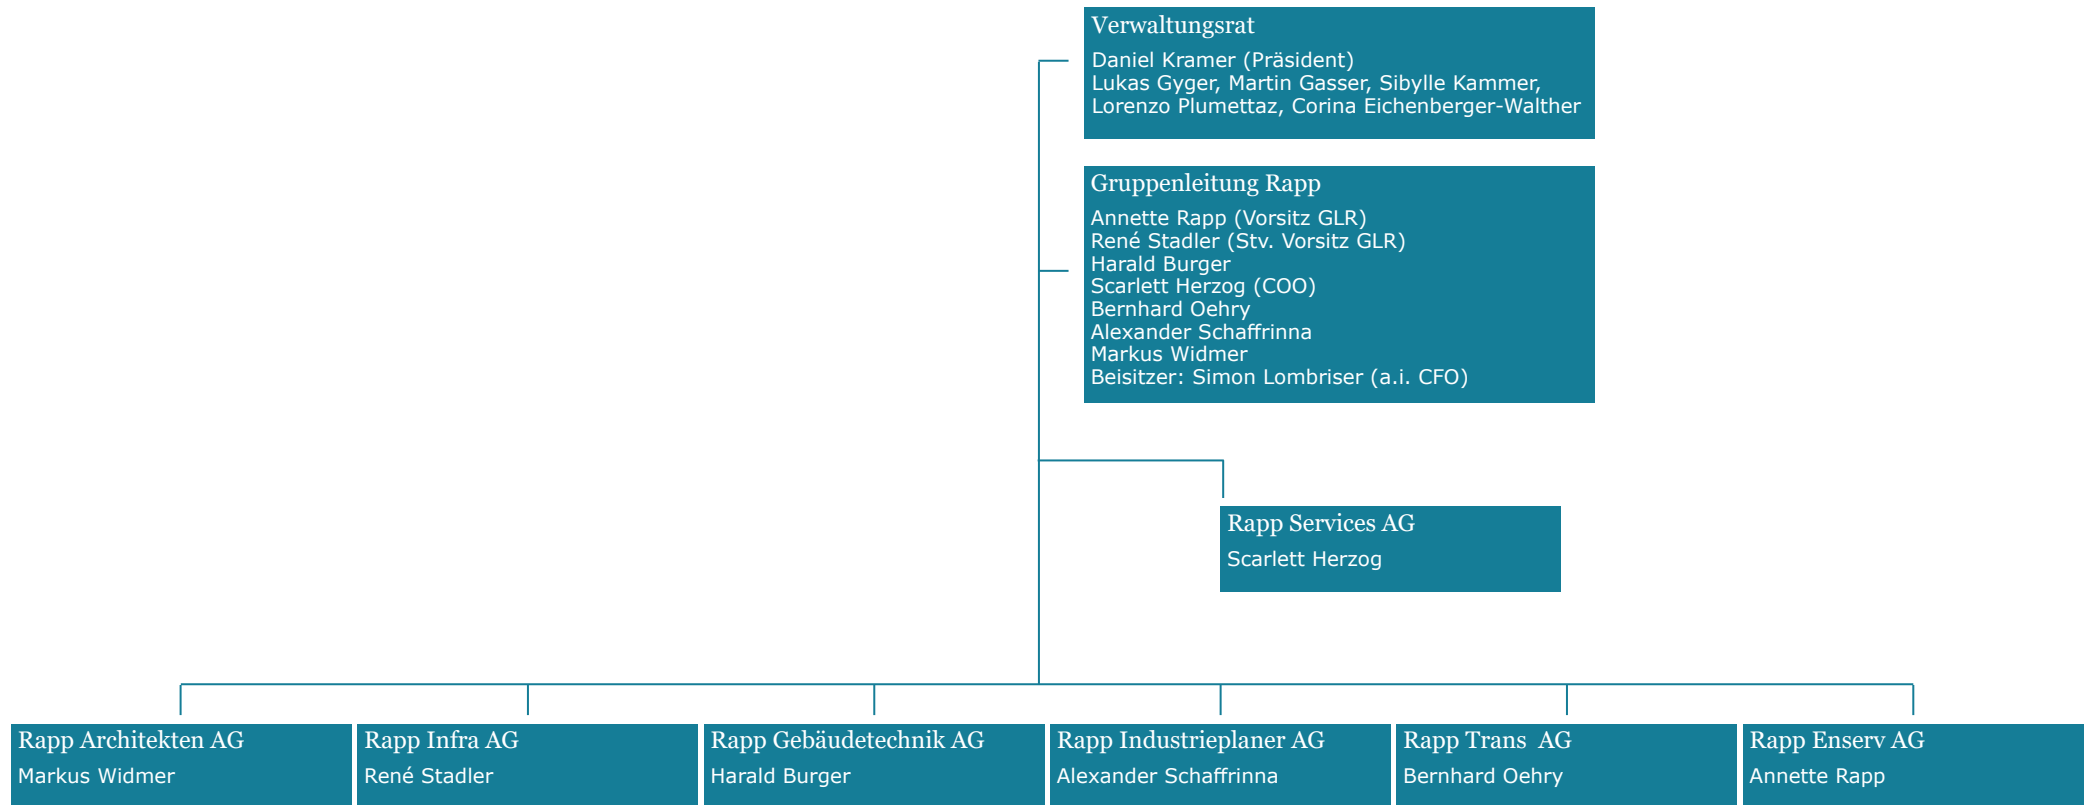 Verwaltungsrat
Daniel Kramer (Präsident)
Lukas Gyger, Martin Gasser, Sibylle Kammer,
Lorenzo Plumettaz, Corina Eichenberger-Walther
Gruppenleitung Rapp
Annette Rapp (Vorsitz GLR)
René Stadler (Stv. Vorsitz GLR)
Harald Burger
Scarlett Herzog (COO)
Bernhard Oehry
Alexander Schaffrinna
Markus Widmer
Beisitzer: Simon Lombriser (a.i. CFO)
Rapp Services AG
Scarlett Herzog
Rapp Architekten AG
Markus Widmer
Rapp Infra AG
René Stadler
Rapp Gebäudetechnik AG
Harald Burger
Rapp Industrieplaner AG
Alexander Schaffrinna
Rapp Trans AG
Bernhard Oehry
Rapp Enserv AG
Annette Rapp